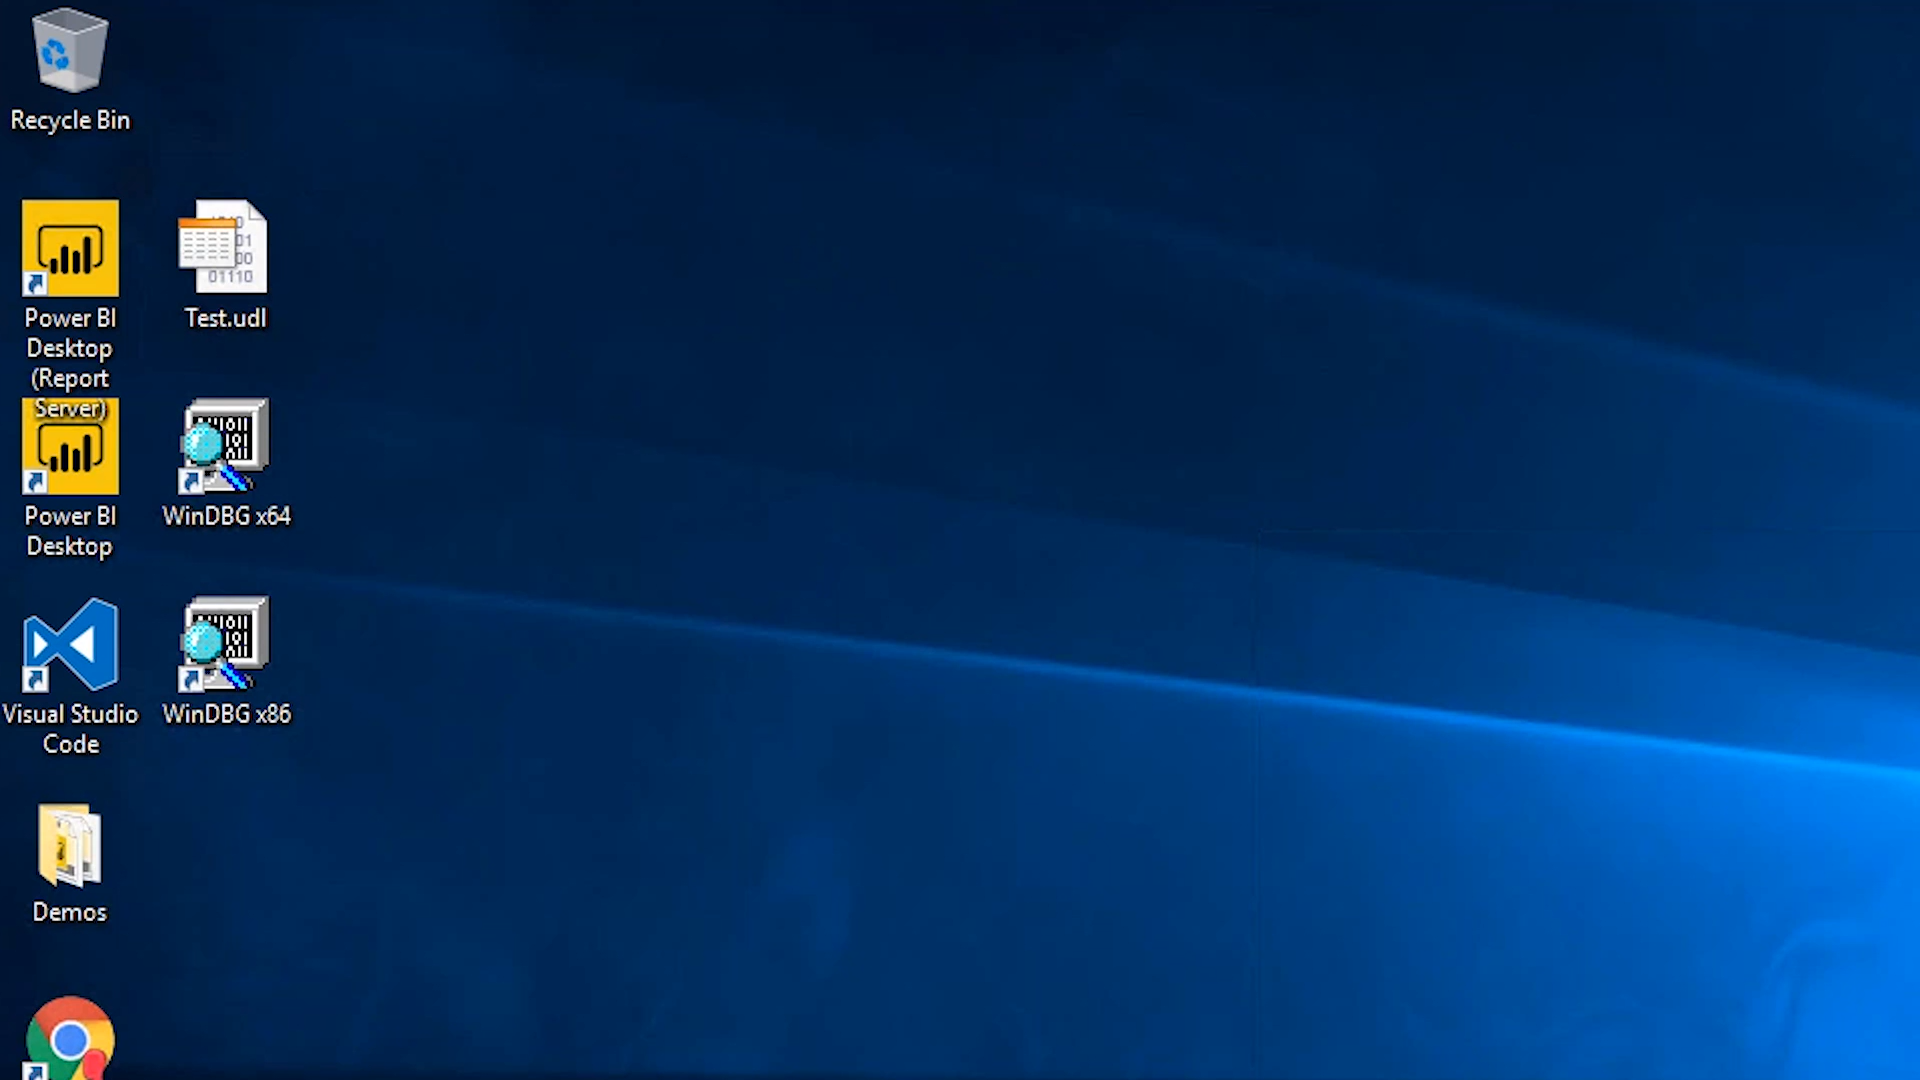 Recycle Bin
Power BI
Desktop
(Report
Server)
Test.udl
01110
Power BI
Desktop
WinDBG x64
Visual Studio
Code
WinDBG x86
Demos